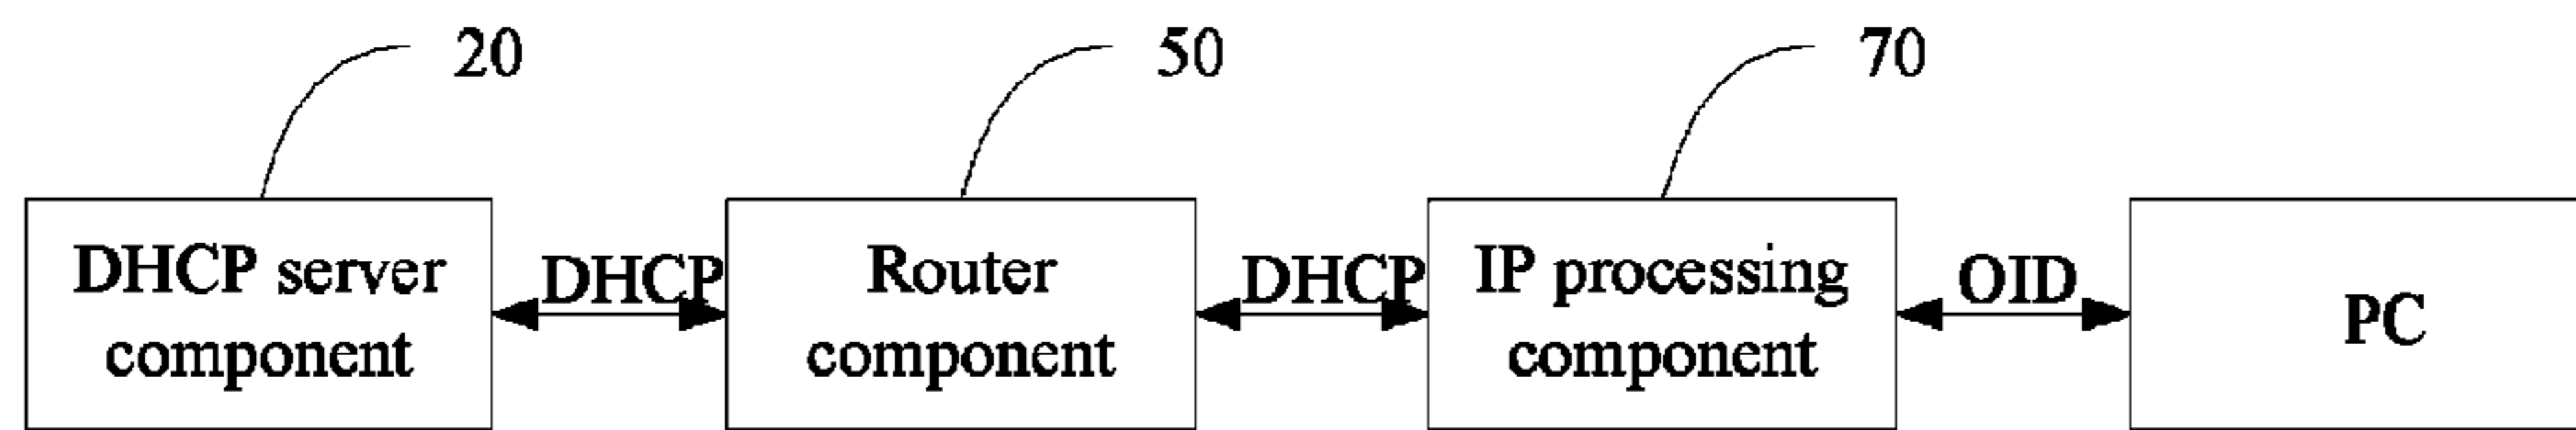 20
50
70
DHCP server
component
DHCP
Router
component
DHCP
IP processing
component
OID
PC